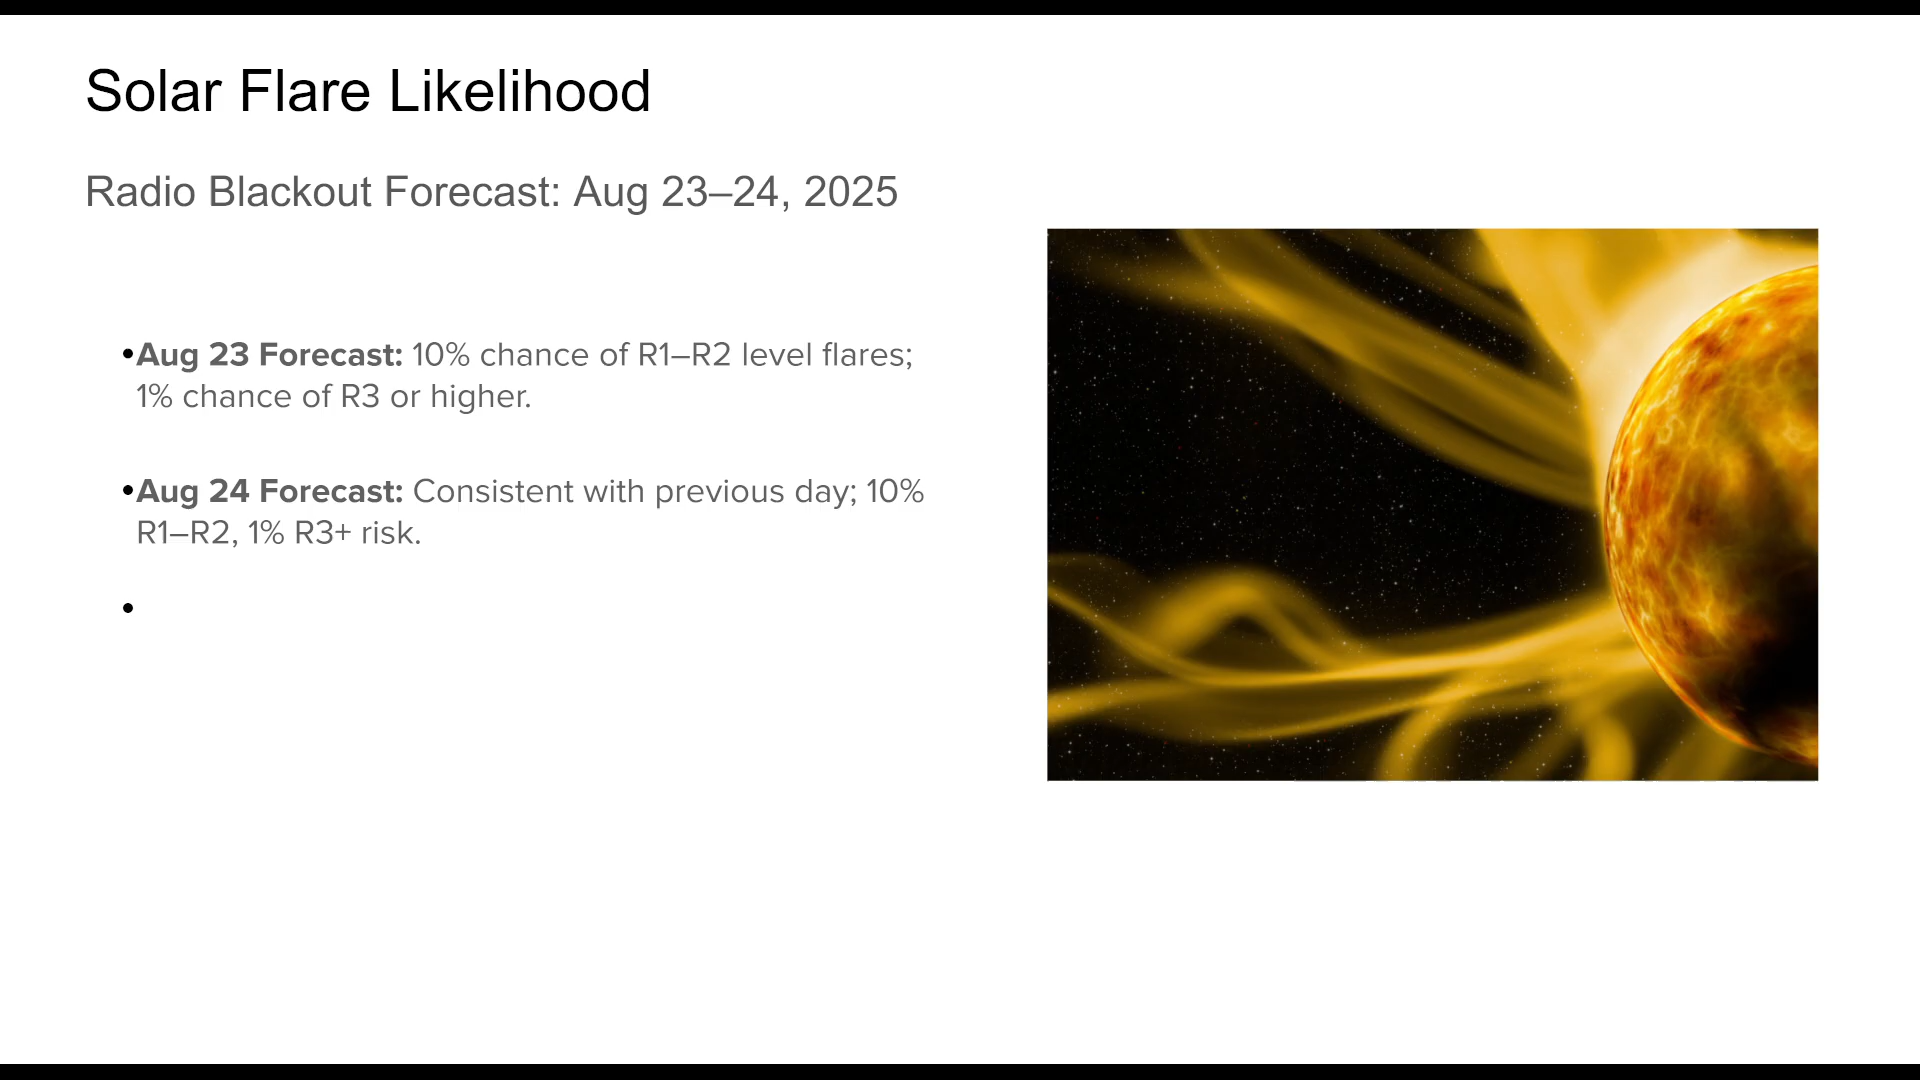 Solar Flare Likelihood
Radio Blackout Forecast: Aug 23–24, 2025
•Aug 23 Forecast: 10% chance of R1–R2 level flares;
1% chance of R3 or higher.
•Aug 24 Forecast: Consistent with previous day; 10%
R1–R2, 1% R3+ risk.
•